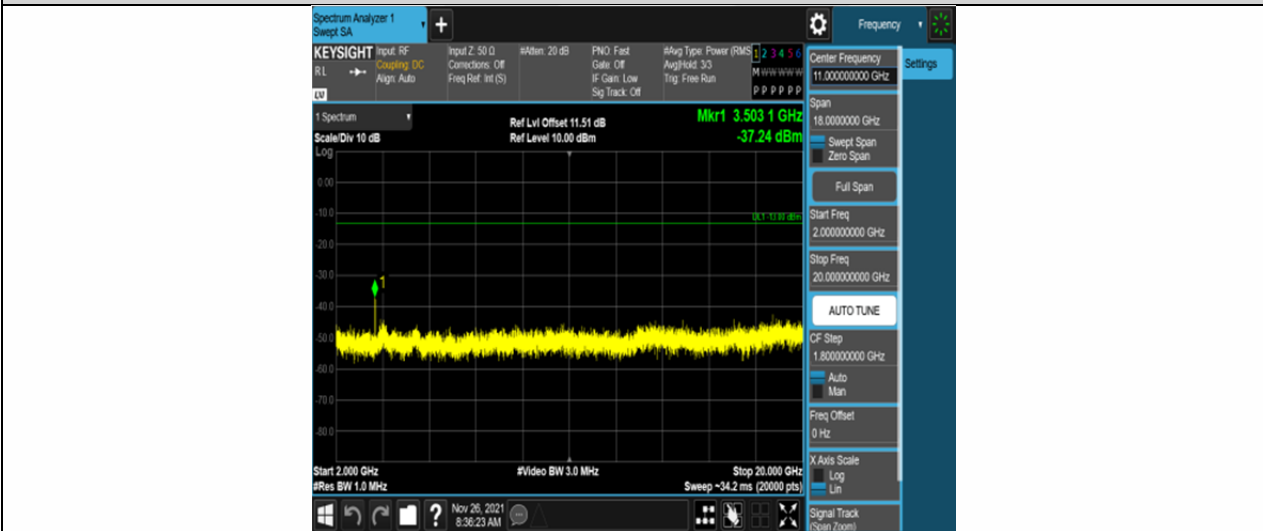 Spectrum Analyzer 1
Swept SA
+
Frequency
KEYSIGHT
RL
LV
Input: RF
Coupling: DC
Align: Auto
Input Z: 50 Ω
Corrections: Off
Freq Ref: Int (S)
#Atten: 20 dB
PNO: Fast
Gate: Off
IF Gain: Low
Sig Track: Off
#Avg Type: Power (RMS
Avg|Hold: 3/3
Trig: Free Run
1 2 3 4 5 6
M W W W W W
P P P P P P
Center Frequency
11.000000000 GHz
Settings
Span
18.0000000 GHz
Swept Span
Zero Span
Full Span
Start Freq
2.000000000 GHz
Stop Freq
20.000000000 GHz
AUTO TUNE
CF Step
1.800000000 GHz
Auto
Man
Freq Offset
0 Hz
X Axis Scale
Log
Lin
Signal Track
(Span Zoom)
1 Spectrum
Scale/Div 10 dB
Log
Ref Lvl Offset 11.51 dB
Ref Level 10.00 dBm
Mkr1 3.503 1 GHz
-37.24 dBm
0.00
-10.0
DL1 -13.00 dBm
-20.0
-30.0
1
-40.0
-50.0
-60.0
-70.0
-80.0
Start 2.000 GHz
#Res BW 1.0 MHz
#Video BW 3.0 MHz
Stop 20.000 GHz
Sweep ~34.2 ms (20000 pts)
?
Nov 26, 2021
8:36:23 AM